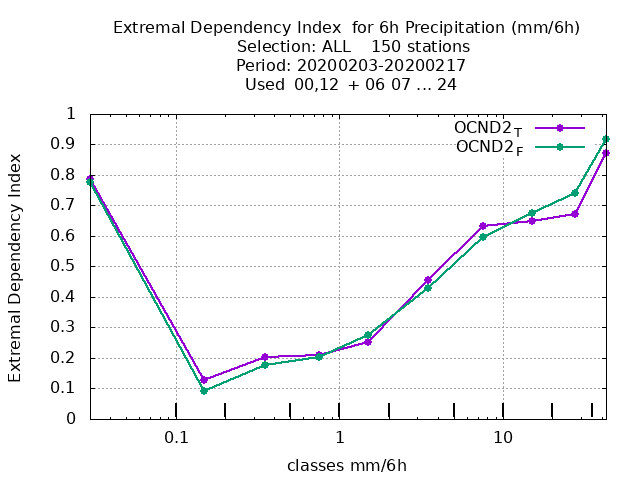 Extremal Dependency Index  for 6h Precipitation (mm/6h)
Selection: ALL    150 stations
Period: 20200203-20200217
Used  00,12  + 06 07 ... 24
OCND2T
OCND2F
1
0.9
0.8
0.7
0.6
0.5
0.4
0.3
0.2
0.1
0
Extremal Dependency Index
0.1 1 10
classes mm/6h